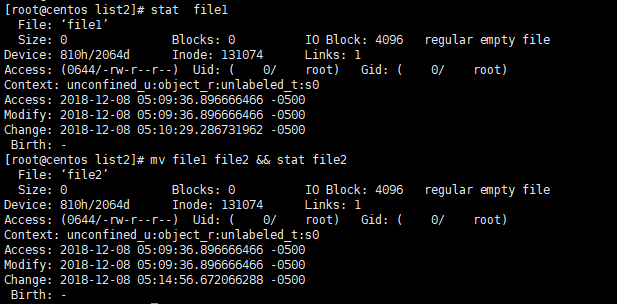 [root@centos list2]# stat  file1
  File: ‘file1’
  Size: 0               Blocks: 0          IO Block: 4096   regular empty file
Device: 810h/2064d      Inode: 131074      Links: 1
Access: (0644/-rw-r--r--)  Uid: (    0/    root)   Gid: (    0/    root)
Context: unconfined_u:object_r:unlabeled_t:s0
Access: 2018-12-08 05:09:36.896666466 -0500
Modify: 2018-12-08 05:09:36.896666466 -0500
Change: 2018-12-08 05:10:29.286731962 -0500
 Birth: -
[root@centos list2]# mv file1 file2 && stat file2
  File: ‘file2’
  Size: 0               Blocks: 0          IO Block: 4096   regular empty file
Device: 810h/2064d      Inode: 131074      Links: 1
Access: (0644/-rw-r--r--)  Uid: (    0/    root)   Gid: (    0/    root)
Context: unconfined_u:object_r:unlabeled_t:s0
Access: 2018-12-08 05:09:36.896666466 -0500
Modify: 2018-12-08 05:09:36.896666466 -0500
Change: 2018-12-08 05:14:56.672066288 -0500
 Birth: -